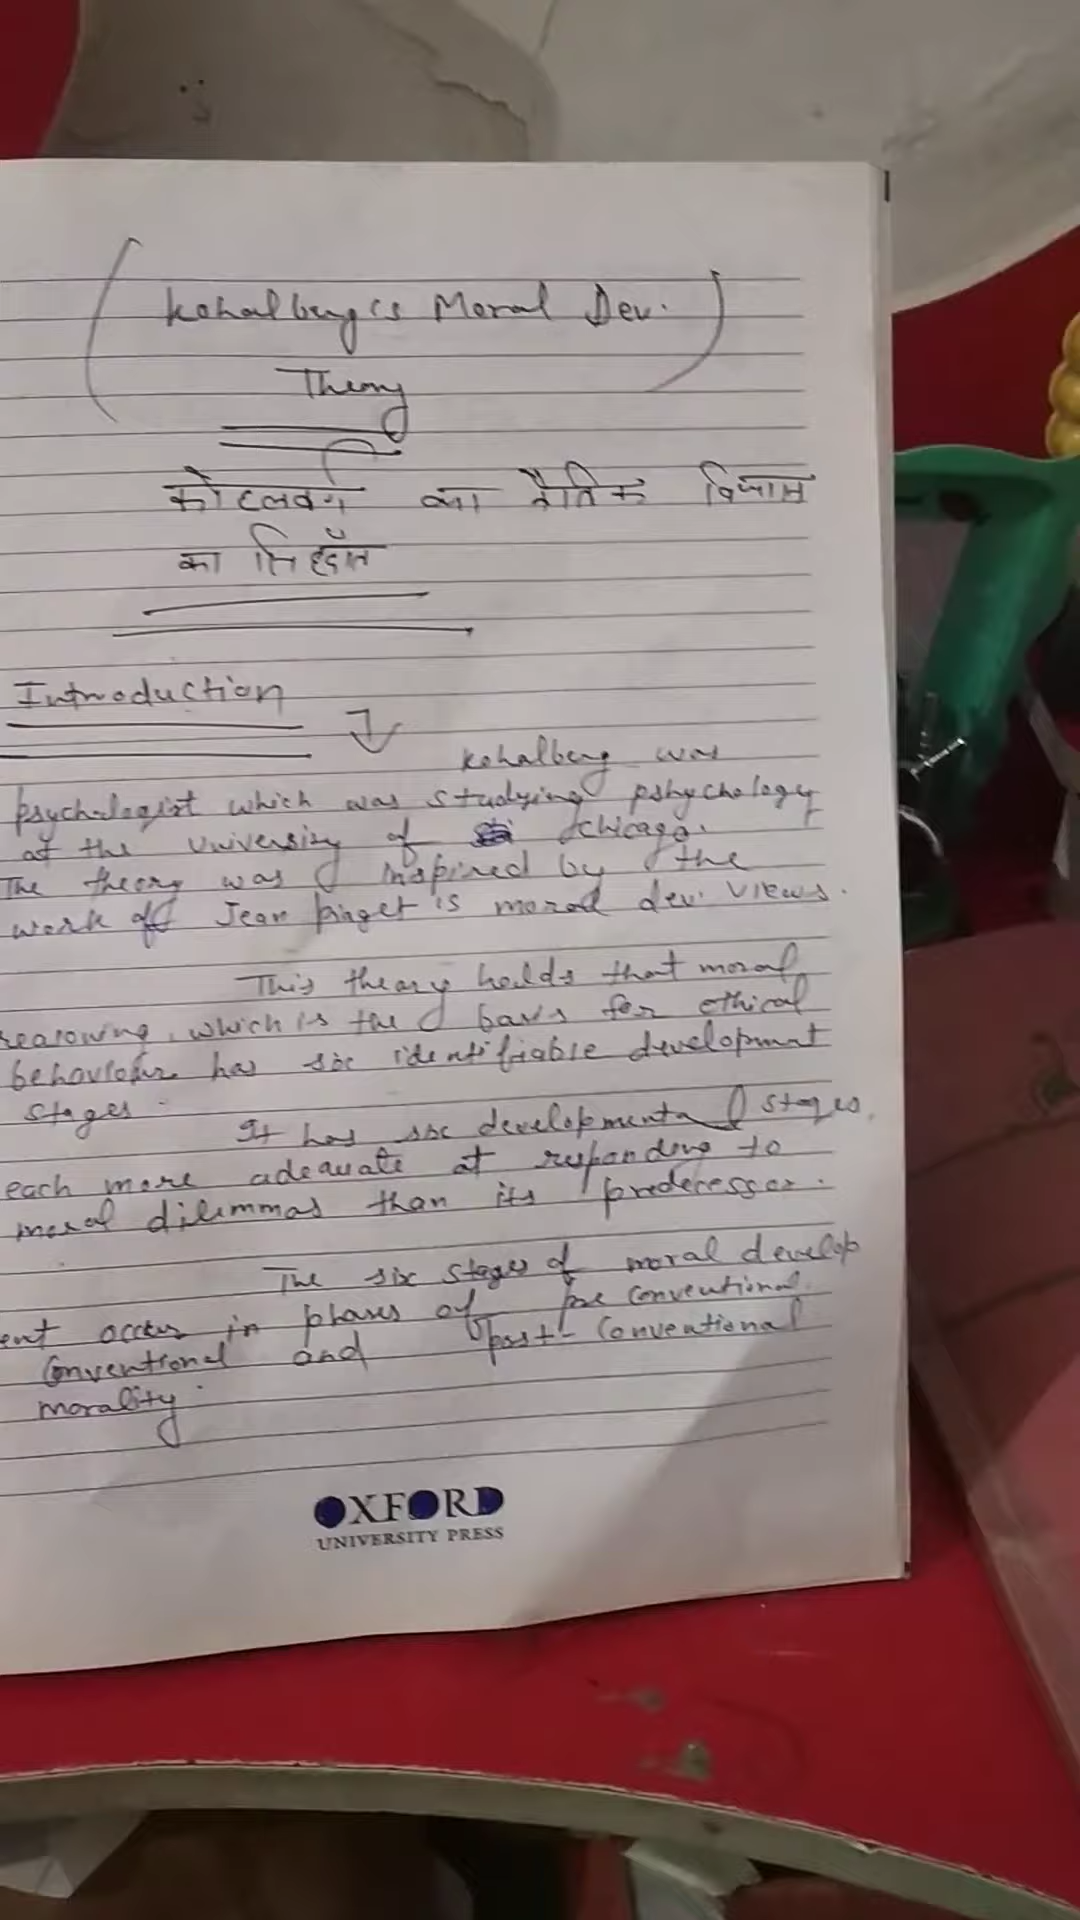 Kohalberg's Moral Dev.
Theory
कोहलबर्ग का नैतिक विकास
का सिद्दाँत
Introduction
Kohalberg was
psychologist which was studying pshychology
at the university of chicago.
The theory was inspired by the
work of Jean piaget's moral dev. views.
This theory holds that moral
reasoning, which is the basis for ethical
behaviour has six identifiable development
stages.
It has six developmental stages,
each more adequate at responding to
moral dilemmas than its predecessor.
The six stages of moral develop
ent occur in phases of pre conventional
Conventional and post-Conventional
morality.
OXFORD
UNIVERSITY PRESS